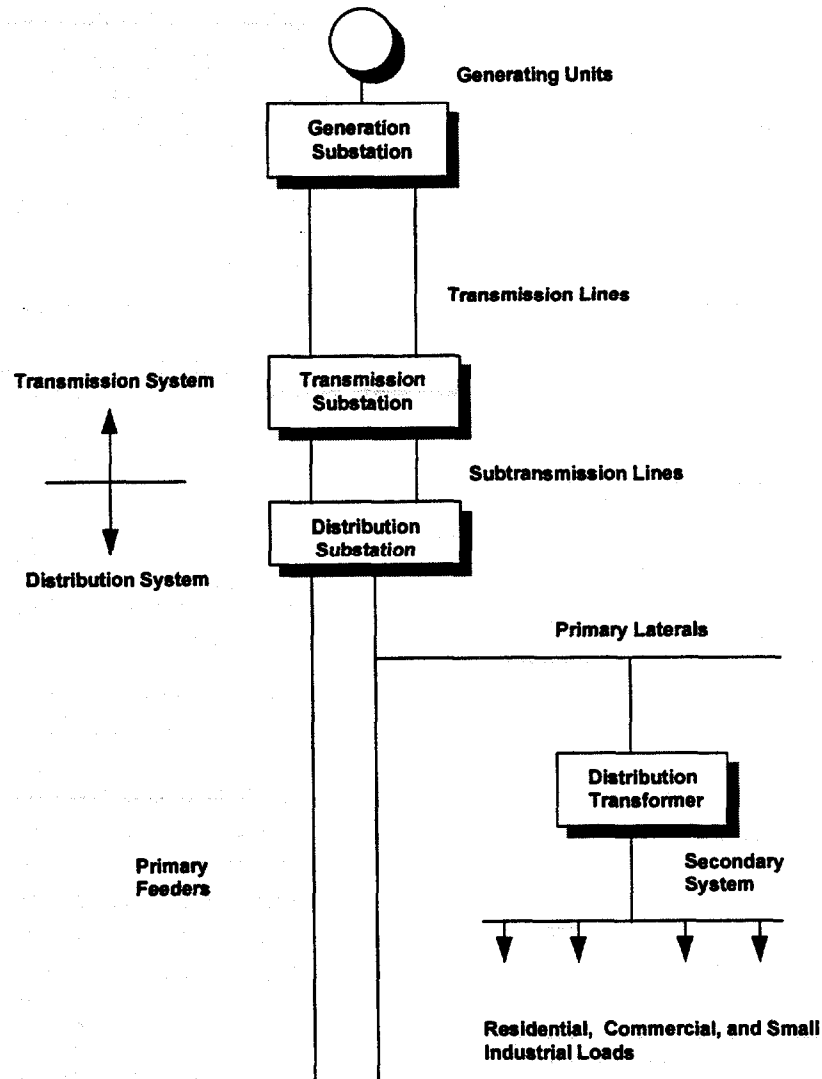 Generating Units
Generation
Substation
Transmission Lines
Transmission System
Transmission
Substation
Subtransmission Lines
Distribution
Substation
Distribution System
Primary Laterals
Distribution
Transformer
Primary
Feeders
Secondary
System
Residential, Commercial, and Small
Industrial Loads